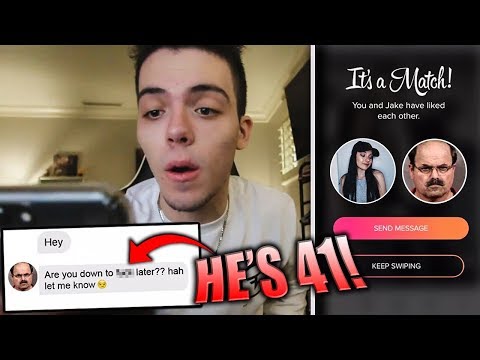 It's a Match!
You and Jake have liked
each other.
SEND MESSAGE
KEEP SWIPING
Hey
Are you down to later?? hah
let me know 😒
HE'S 41!